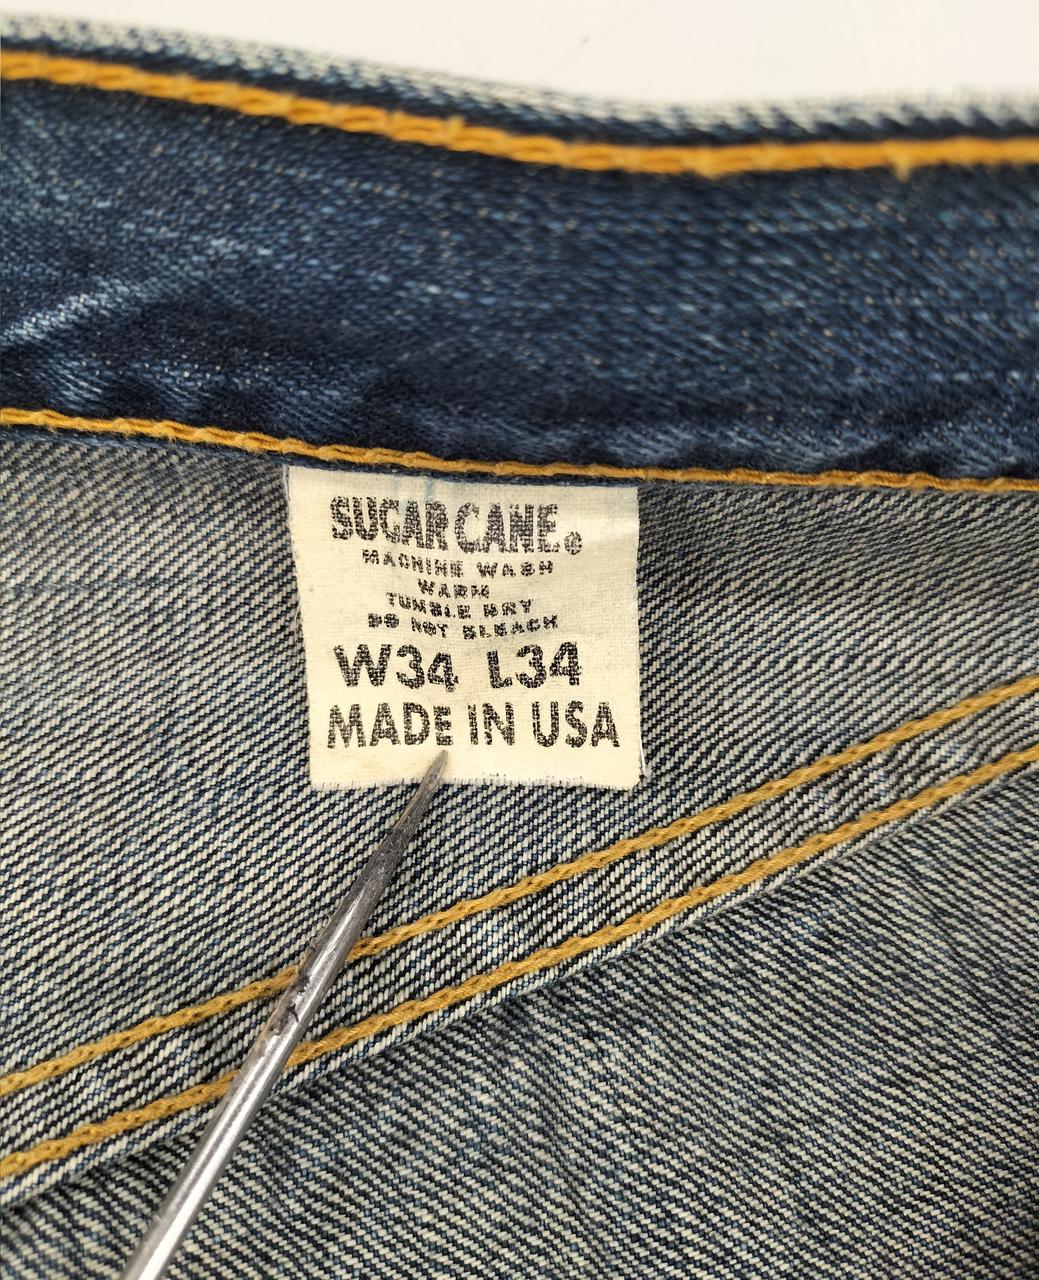 SUGAR CANE®
MACHINE WASH
WARM
TUMBLE DRY
DO NOT BLEACH
W34 L34
MADE IN USA